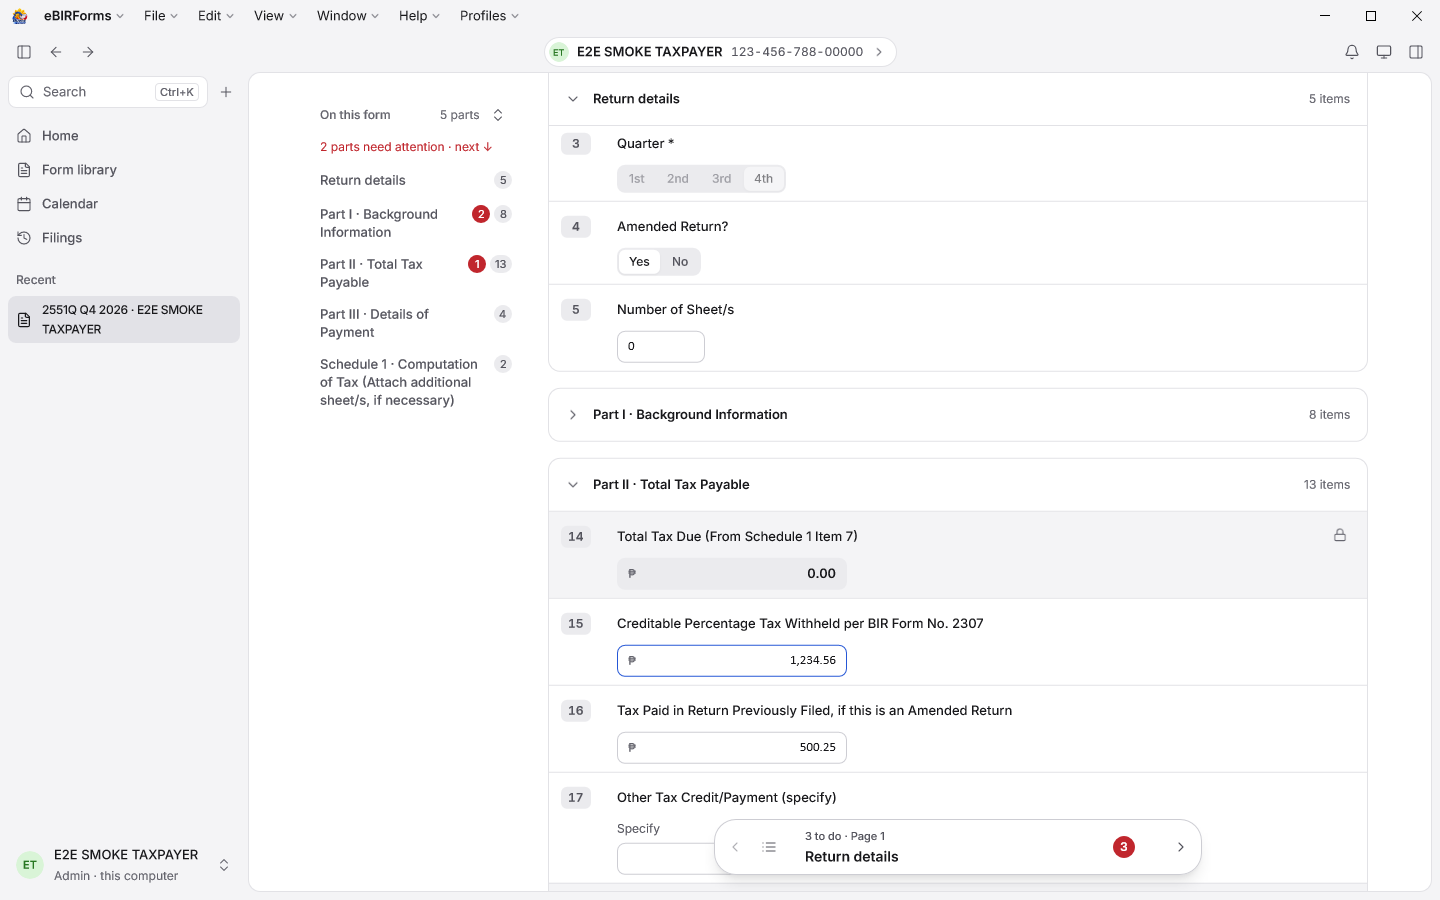 eBIRForms
File
Edit
View
Window
Help
Profiles
ET
E2E SMOKE TAXPAYER 123-456-788-00000
Search
Ctrl+K
Home
Form library
Calendar
Filings
Recent
2551Q Q4 2026 · E2E SMOKE
TAXPAYER
ET
E2E SMOKE TAXPAYER
Admin · this computer
On this form
5 parts
2 parts need attention · next ↓
Return details
5
Part I · Background
Information
2
8
Part II · Total Tax
Payable
1
13
Part III · Details of
Payment
4
Schedule 1 · Computation
of Tax (Attach additional
sheet/s, if necessary)
2
Return details
5 items
3
Quarter *
1st
2nd
3rd
4th
4
Amended Return?
Yes
No
5
Number of Sheet/s
0
Part I · Background Information
8 items
Part II · Total Tax Payable
13 items
14
Total Tax Due (From Schedule 1 Item 7)
₱
0.00
15
Creditable Percentage Tax Withheld per BIR Form No. 2307
₱
1,234.56
16
Tax Paid in Return Previously Filed, if this is an Amended Return
₱
500.25
17
Other Tax Credit/Payment (specify)
Specify
3 to do · Page 1
Return details
3